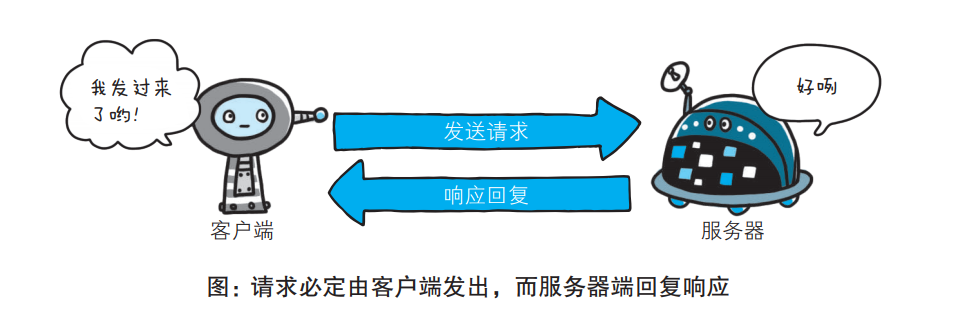 我发过来
了哟!
好咧
发送请求
响应回复
客户端
服务器
图：请求必定由客户端发出，而服务器端回复响应